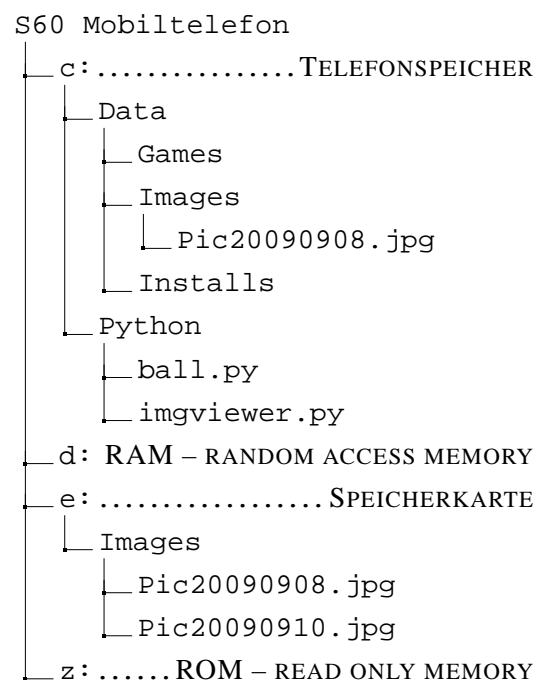 S60 Mobiltelefon
c:................TELEFONSPEICHER
Data
Games
Images
Pic20090908.jpg
Installs
Python
ball.py
imgviewer.py
d: RAM – RANDOM ACCESS MEMORY
e:..................SPEICHERKARTE
Images
Pic20090908.jpg
Pic20090910.jpg
z:......ROM – READ ONLY MEMORY